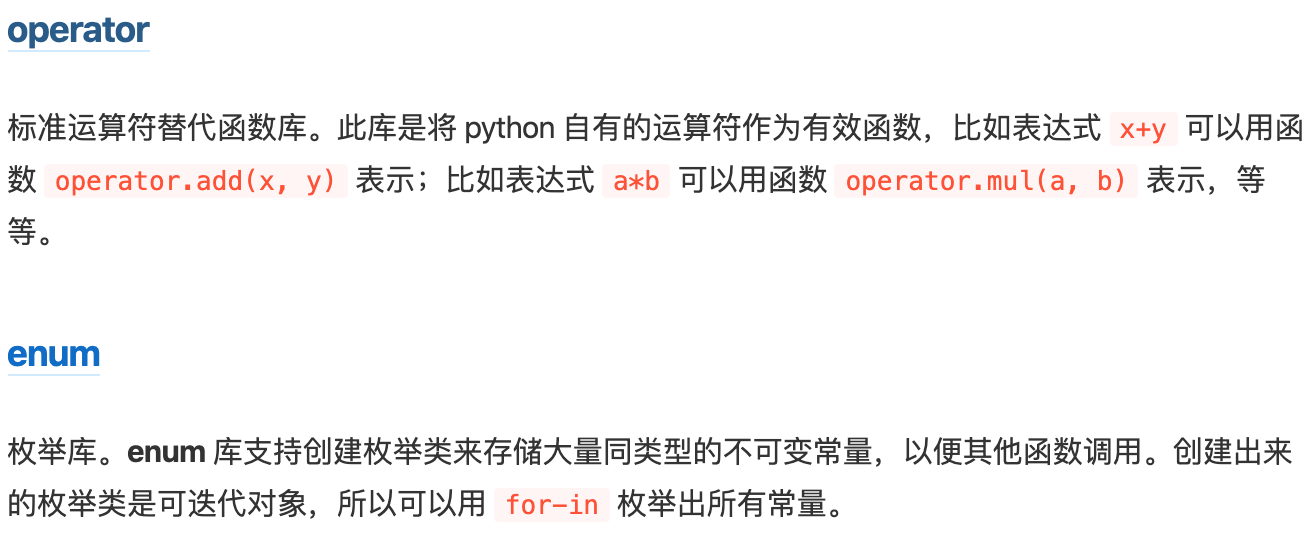 operator
标准运算符替代函数库。此库是将 python 自有的运算符作为有效函数，比如表达式 x+y 可以用函
数 operator.add(x, y) 表示；比如表达式 a*b 可以用函数 operator.mul(a, b) 表示，等
等。
enum
枚举库。enum 库支持创建枚举类来存储大量同类型的不可变常量，以便其他函数调用。创建出来
的枚举类是可迭代对象，所以可以用 for-in 枚举出所有常量。